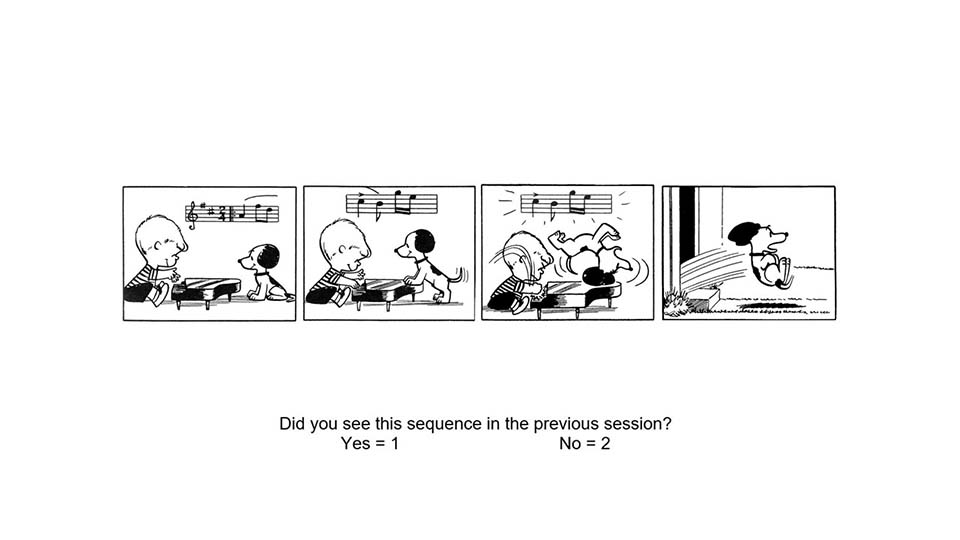 Did you see this sequence in the previous session?
Yes = 1 No = 2